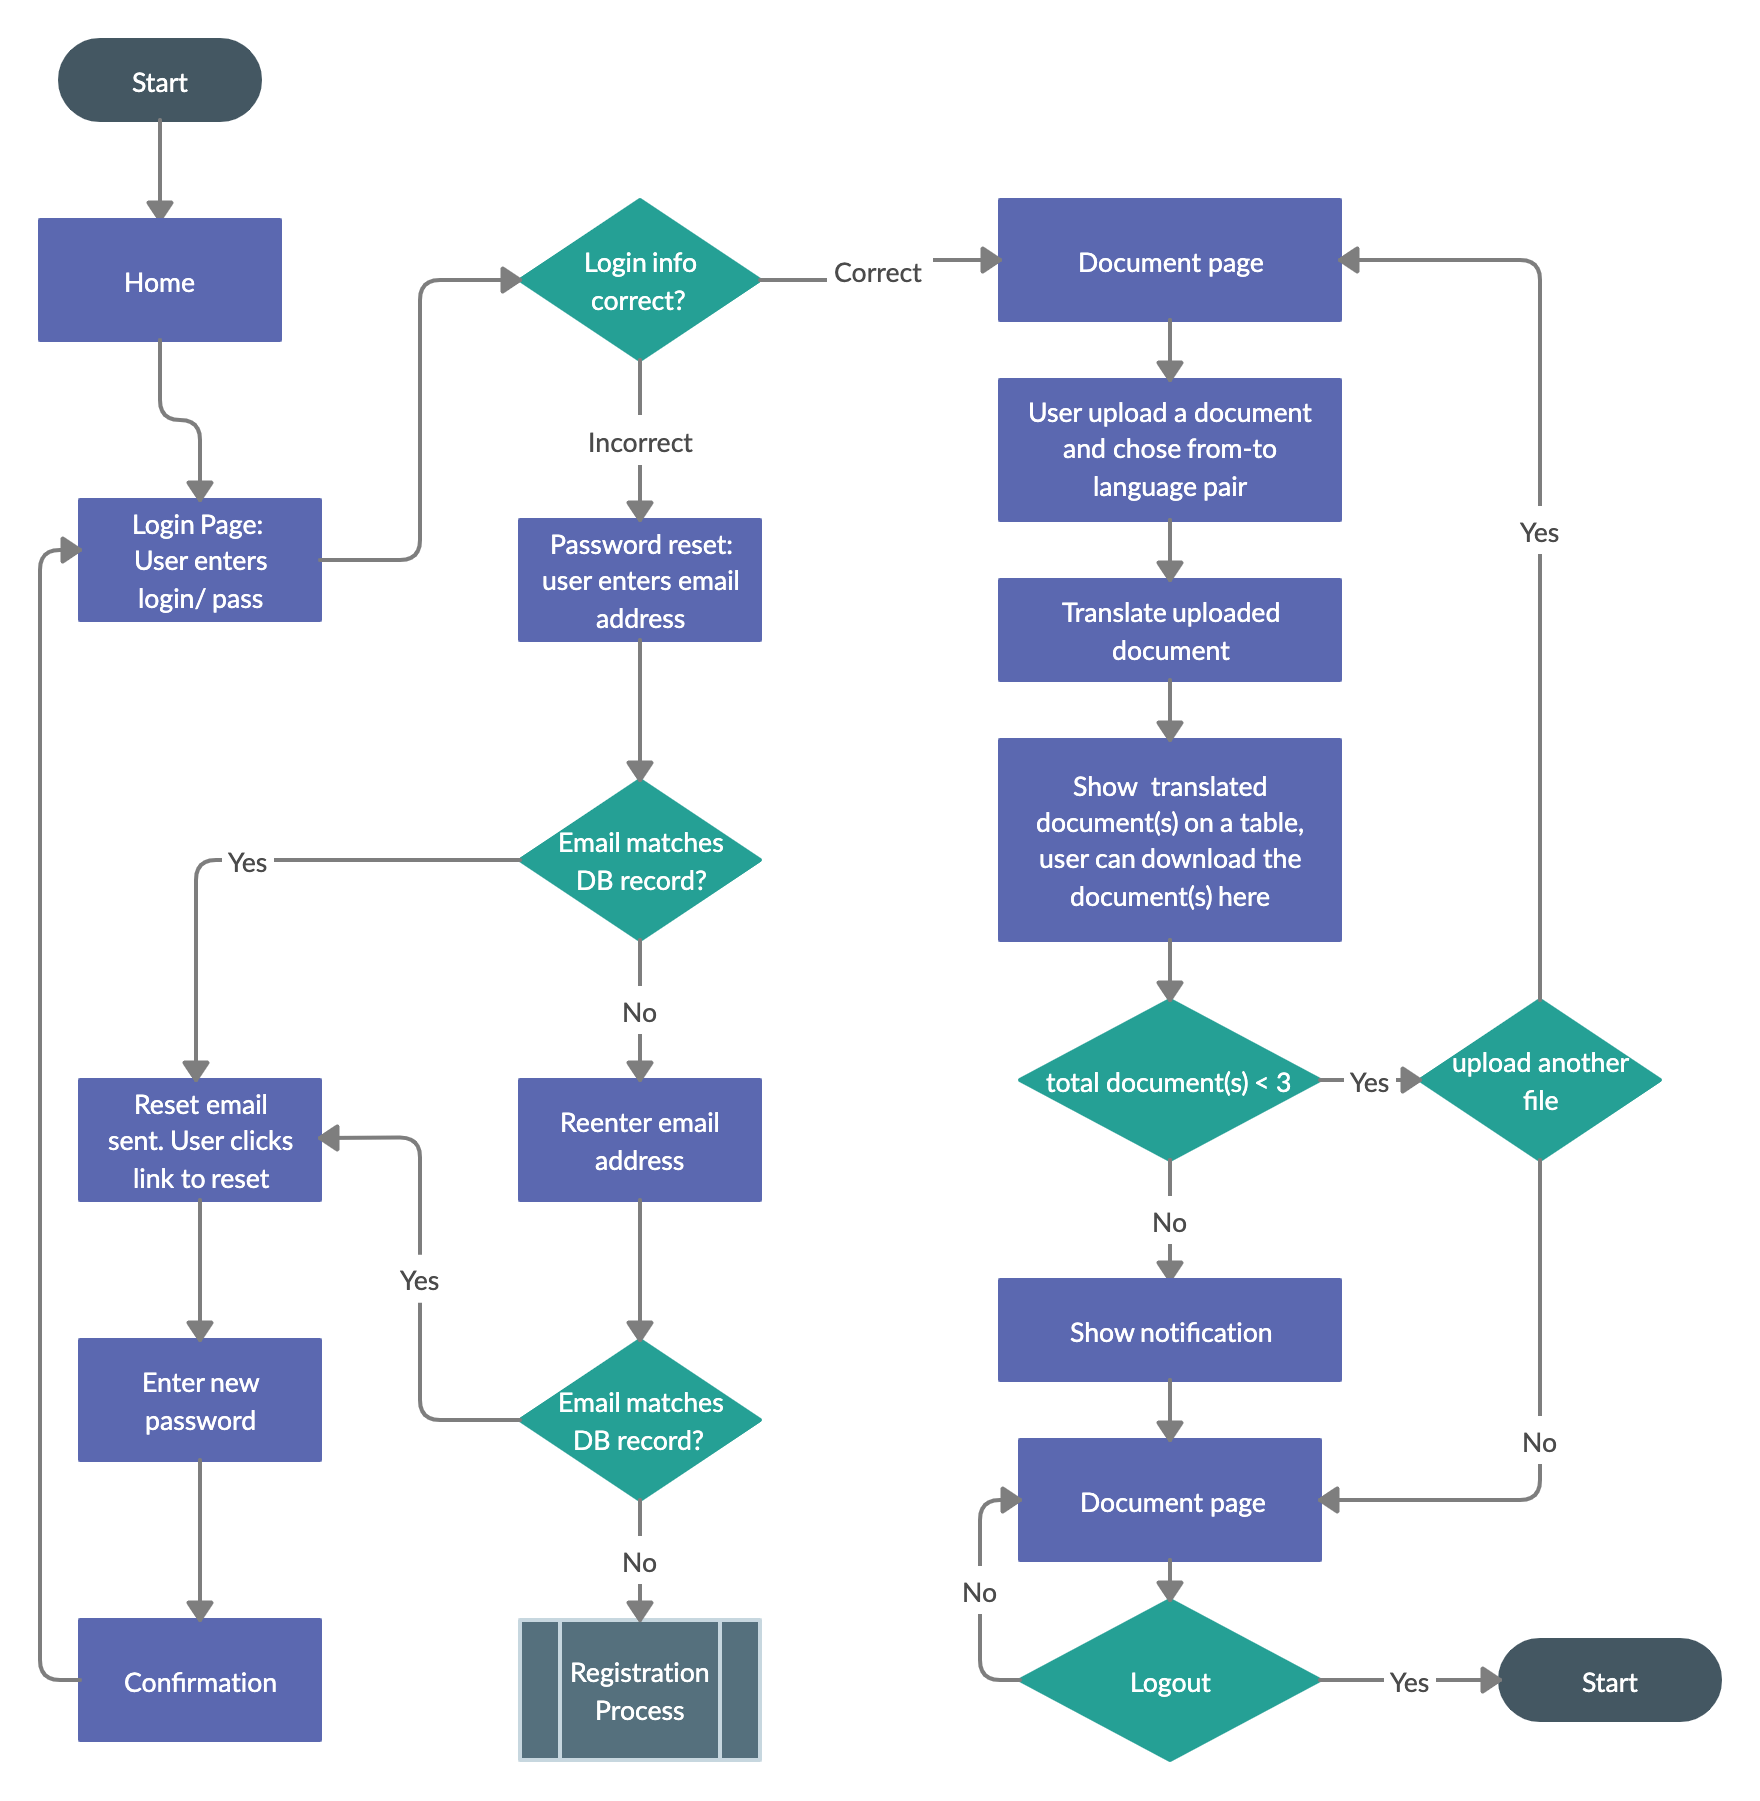 Start
Home
Login Page:
User enters
login/ pass
Login info
correct?
Correct
Incorrect
Password reset:
user enters email
address
Email matches
DB record?
Yes
No
Reset email
sent. User clicks
link to reset
Reenter email
address
Yes
Enter new
password
Email matches
DB record?
No
Confirmation
Registration
Process
Document page
User upload a document
and chose from-to
language pair
Translate uploaded
document
Show  translated
document(s) on a table,
user can download the
document(s) here
total document(s) < 3
Yes
upload another
file
Yes
No
Show notification
No
Document page
No
Logout
Yes
Start